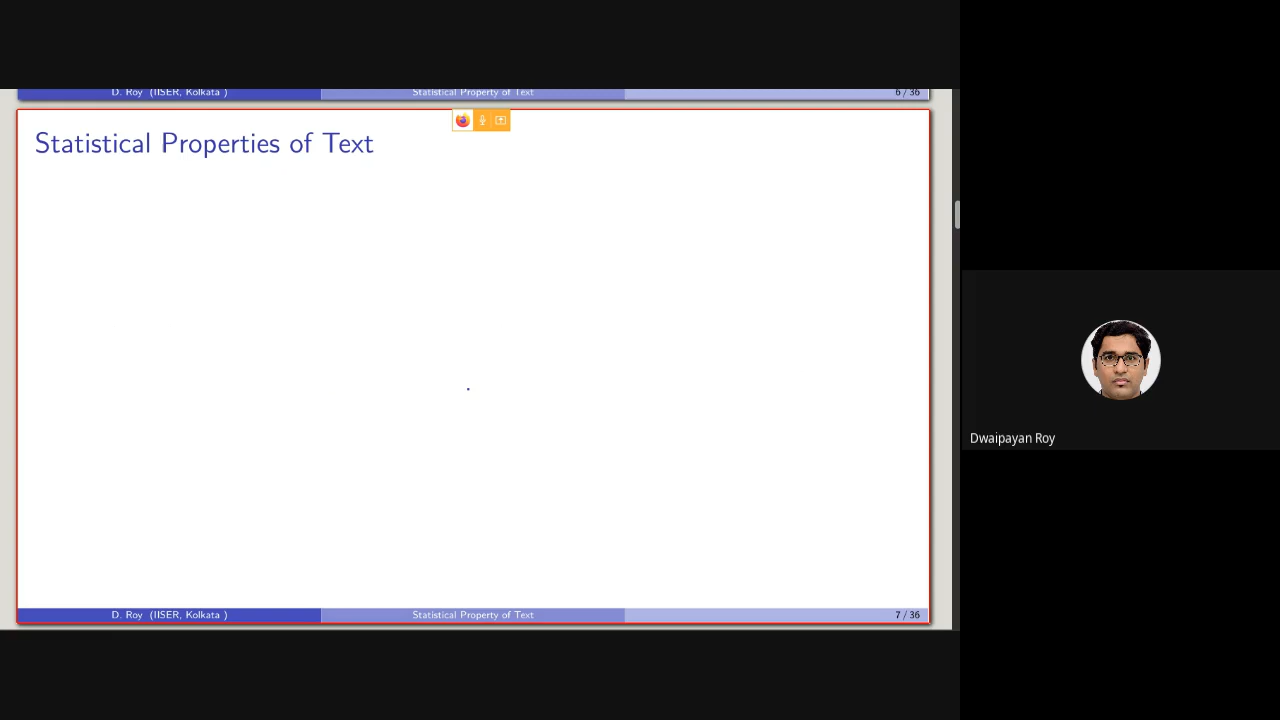 D. Roy (IISER, Kolkata ) Statistical Property of Text 6 / 36
Statistical Properties of Text
Dwaipayan Roy
D. Roy (IISER, Kolkata ) Statistical Property of Text 7 / 36